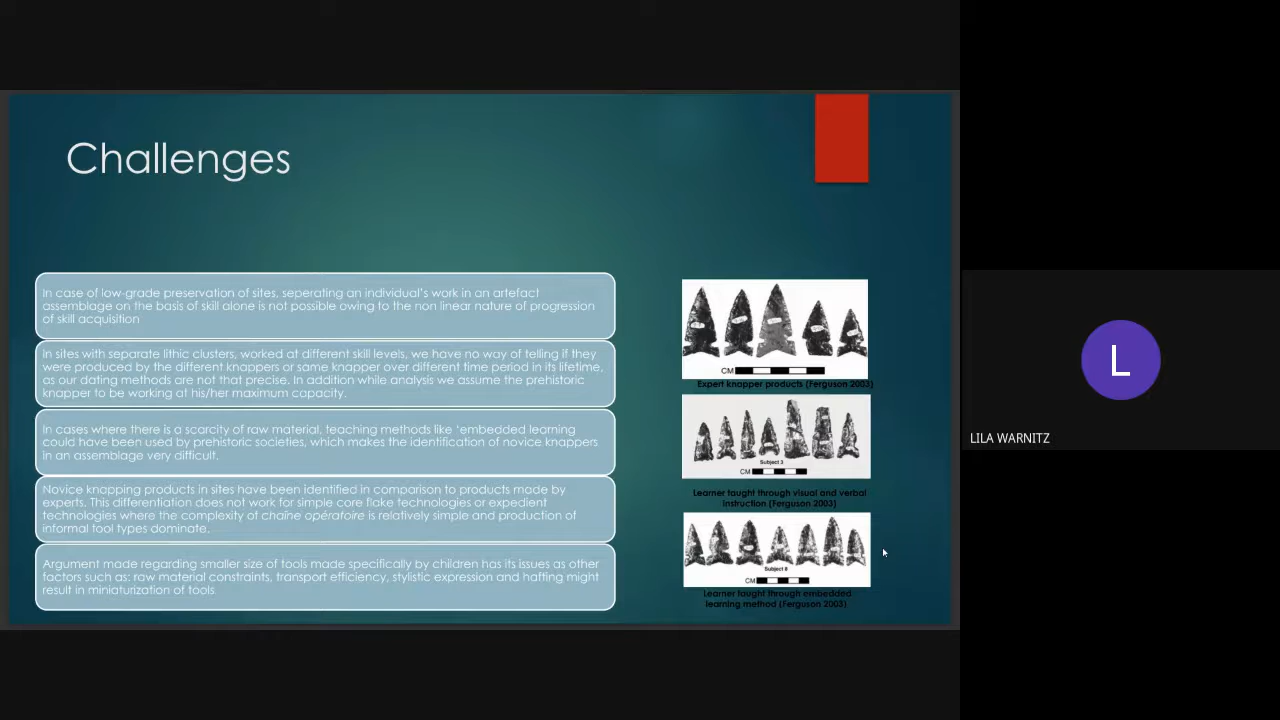 Challenges
In case of low-grade preservation of sites, seperating an individual's work in an artefact
assemblage on the basis of skill alone is not possible owing to the non linear nature of progression
of skill acquisition
In sites with separate lithic clusters, worked at different skill levels, we have no way of telling if they
were produced by the different knappers or same knapper over different time period in its lifetime,
as our dating methods are not that precise. In addition while analysis we assume the prehistoric
knapper to be working at his/her maximum capacity.
In cases where there is a scarcity of raw material, teaching methods like 'embedded learning
could have been used by prehistoric societies, which makes the identification of novice knappers
in an assemblage very difficult.
Novice knapping products in sites have been identified in comparison to products made by
experts. This differentiation does not work for simple core flake technologies or expedient
technologies where the complexity of chaîne opératoire is relatively simple and production of
informal tool types dominate.
Argument made regarding smaller size of tools made specifically by children has its issues as other
factors such as: raw material constraints, transport efficiency, stylistic expression and hafting might
result in miniaturization of tools
CM
Expert knapper products (Ferguson 2003)
Subject 3
CM
Learner taught through visual and verbal
instruction (Ferguson 2003)
Subject 8
CM
Learner taught through embedded
learning method (Ferguson 2003)
L
LILA WARNITZ